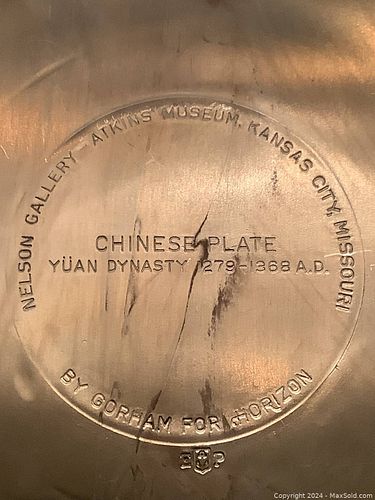 NELSON GALLERY - ATKINS MUSEUM, KANSAS CITY, MISSOURI
CHINESE PLATE
YÜAN DYNASTY 1279-1368 A.D.
BY GORHAM FOR HORIZON
E P
Copyright 2024 - MaxSold.com